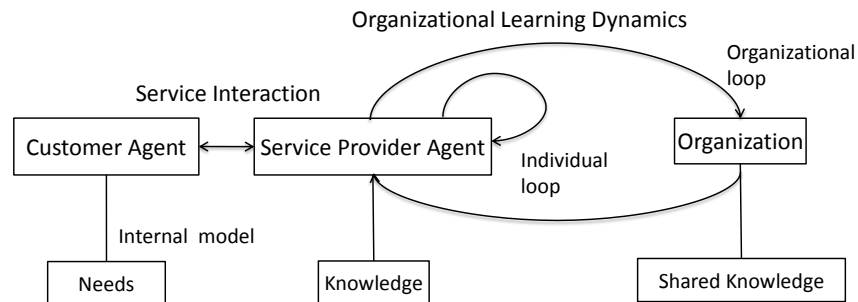 Organizational Learning Dynamics
Organizational
loop
Service Interaction
Customer Agent
Service Provider Agent
Organization
Individual
loop
Internal model
Needs
Knowledge
Shared Knowledge